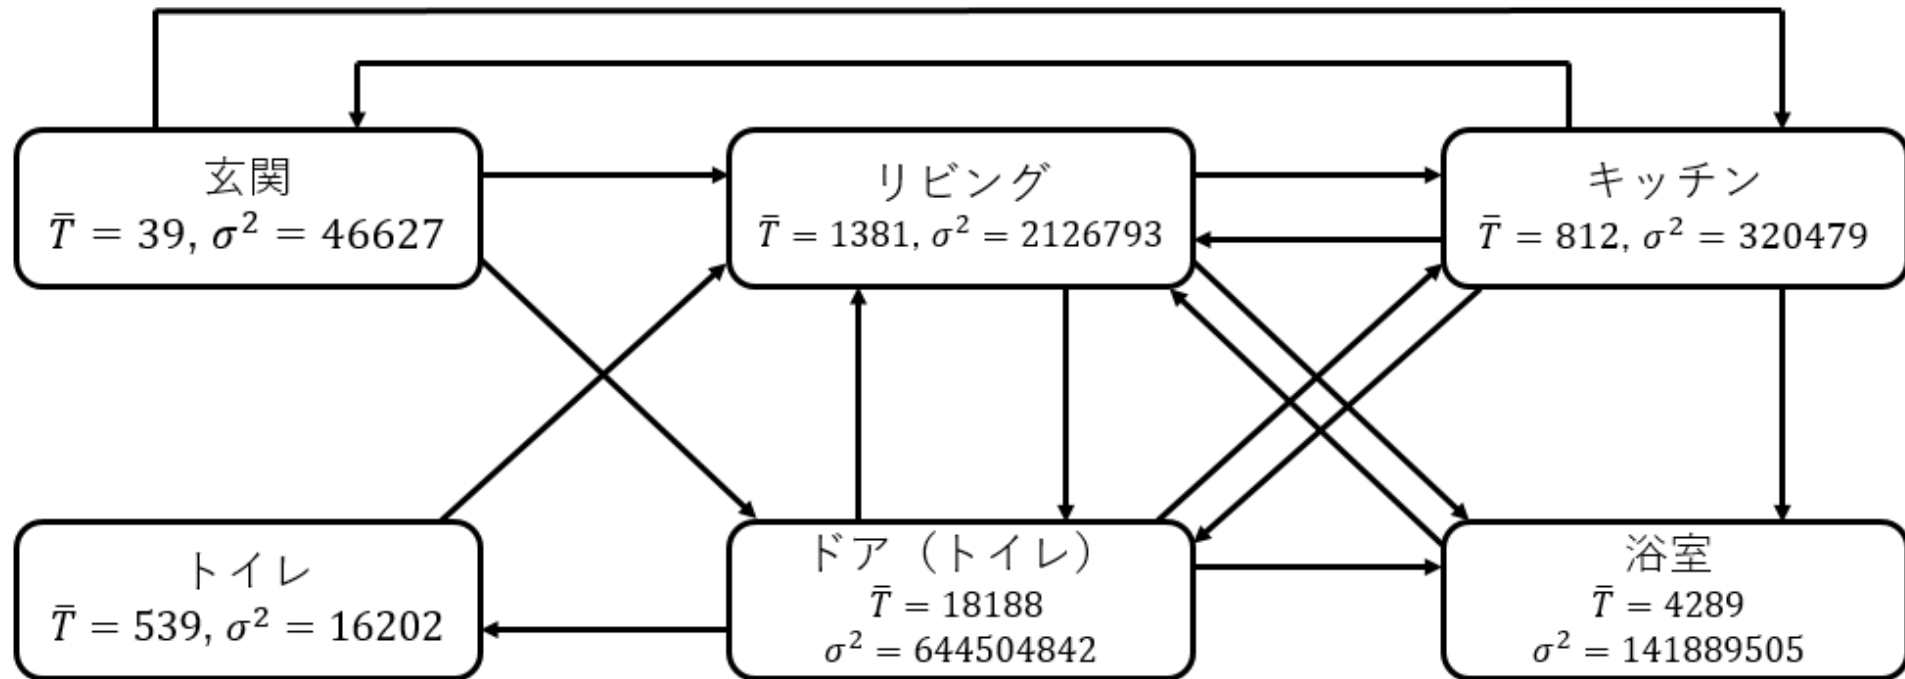 玄関
T̄ = 39, σ² = 46627
リビング
T̄ = 1381, σ² = 2126793
キッチン
T̄ = 812, σ² = 320479
トイレ
T̄ = 539, σ² = 16202
ドア（トイレ）
T̄ = 18188
σ² = 644504842
浴室
T̄ = 4289
σ² = 141889505